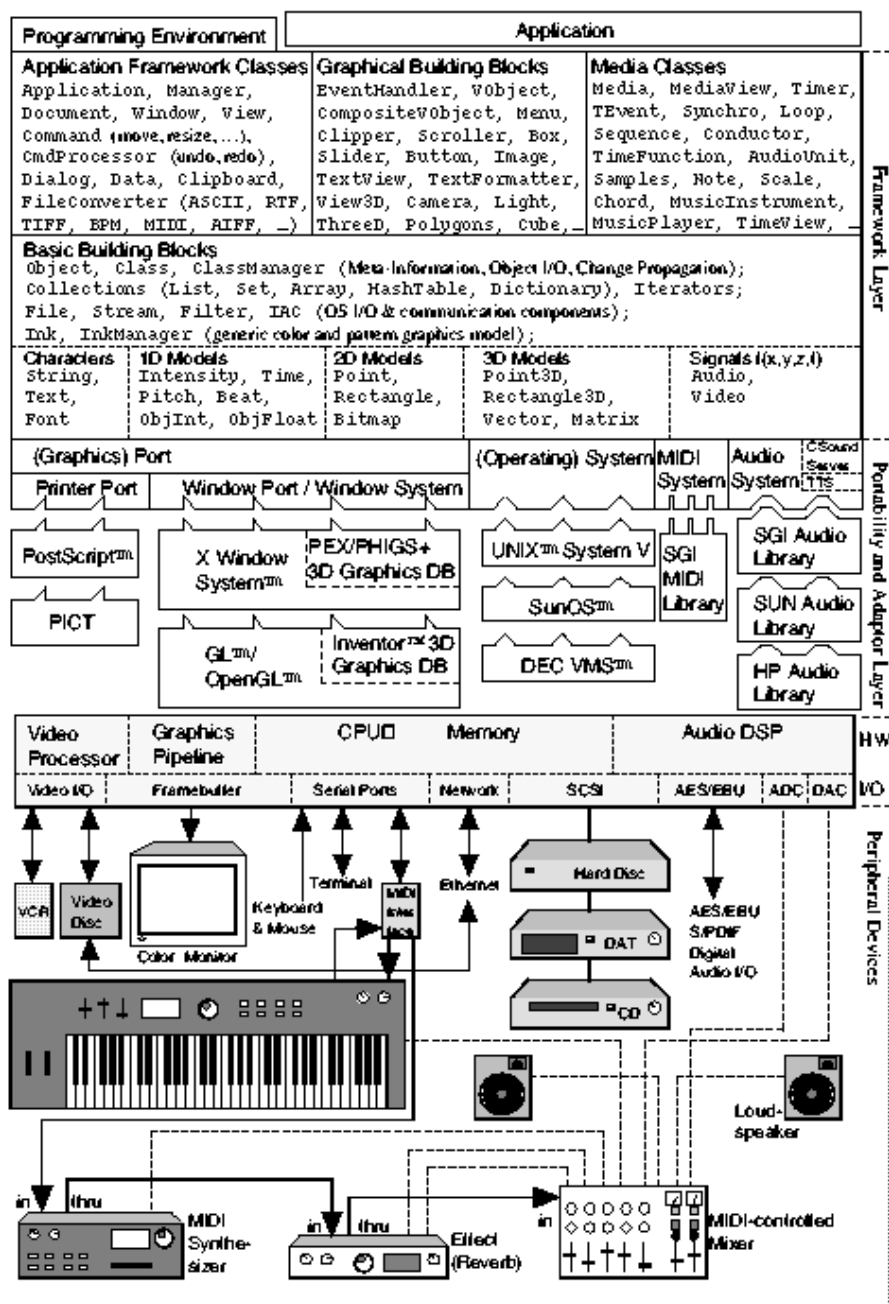 Programming Environment
Application
Application Framework Classes
Application, Manager,
Document, Window, View,
Command (move, resize, ...),
CmdProcessor (undo, redo),
Dialog, Data, Clipboard,
FileConverter (ASCII, RTF,
TIFF, BPM, MIDI, AIFF, …)
Graphical Building Blocks
EventHandler, VObject,
CompositeVObject, Menu,
Clipper, Scroller, Box,
Slider, Button, Image,
TextView, TextFormatter,
View3D, Camera, Light,
ThreeD, Polygons, Cube,…
Media Classes
Media, MediaView, Timer,
TEvent, Synchro, Loop,
Sequence, Conductor,
TimeFunction, AudioUnit,
Samples, Note, Scale,
Chord, MusicInstrument,
MusicPlayer, TimeView, …
Basic Building Blocks
Object, Class, ClassManager (Meta-Information, Object I/O, Change Propagation);
Collections (List, Set, Array, HashTable, Dictionary), Iterators;
File, Stream, Filter, IAC (OS I/O & communication components);
Ink, InkManager (generic color and pattern graphics model);
Characters
String,
Text,
Font
1D Models
Intensity, Time,
Pitch, Beat,
ObjInt, ObjFloat
2D Models
Point,
Rectangle,
Bitmap
3D Models
Point3D,
Rectangle3D,
Vector, Matrix
Signals f(x,y,z,t)
Audio,
Video
Framework Layer
(Graphics) Port
Printer Port
Window Port / Window System
(Operating) System
MIDI
System
Audio
System
CSound
Server
TTS
PostScript™
PICT
X Window
System™
PEX/PHIGS+
3D Graphics DB
GL™/
OpenGL™
Inventor™ 3D
Graphics DB
UNIX™ System V
SunOS™
DEC VMS™
SGI
MIDI
Library
SGI Audio
Library
SUN Audio
Library
HP Audio
Library
Portability and Adaptor Layer
Video
Processor
Graphics
Pipeline
CPU
Memory
Audio DSP
HW
Video I/O
Framebuffer
Serial Ports
Network
SCSI
AES/EBU
ADC
DAC
I/O
VCR
Video
Disc
Color Monitor
Keyboard
& Mouse
Terminal
MIDI
Inter
face
Ethernet
Hard Disc
DAT
CD
AES/EBU
S/PDIF
Digital
Audio I/O
Peripheral Devices
Loud-
speaker
in
thru
MIDI
Synthe-
sizer
in
thru
Effect
(Reverb)
in
MIDI-controlled
Mixer